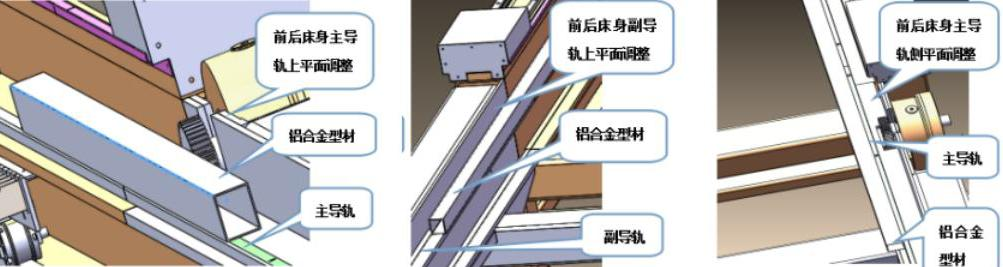 前后床身主导
轨上平面调整
铝合金型材
主导轨
前后床身副导
轨上平面调整
铝合金型材
副导轨
前后床身主导
轨侧平面调整
主导轨
铝合金
型材